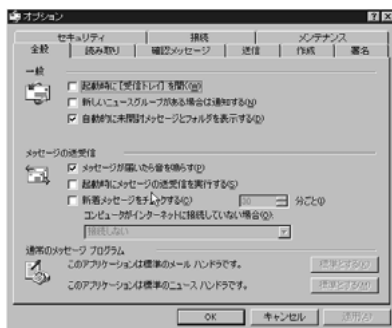 オプション
セキュリティ 接続 メンテナンス
全般 読み取り 確認メッセージ 送信 作成 署名
一般
起動時に［受信トレイ］を開く(W)
新しいニュースグループがある場合は通知する(N)
自動的に未開封メッセージとフォルダを表示する(D)
メッセージの送受信
メッセージが届いたら音を鳴らす(P)
起動時にメッセージの送受信を実行する(S)
新着メッセージをチェックする(C) 30 分ごと(I)
コンピュータがインターネットに接続していない場合(O):
接続しない
通常のメッセージ プログラム
このアプリケーションは標準のメール ハンドラです。 標準とする(F)
このアプリケーションは標準のニュース ハンドラです。 標準とする(U)
OK キャンセル 適用(A)